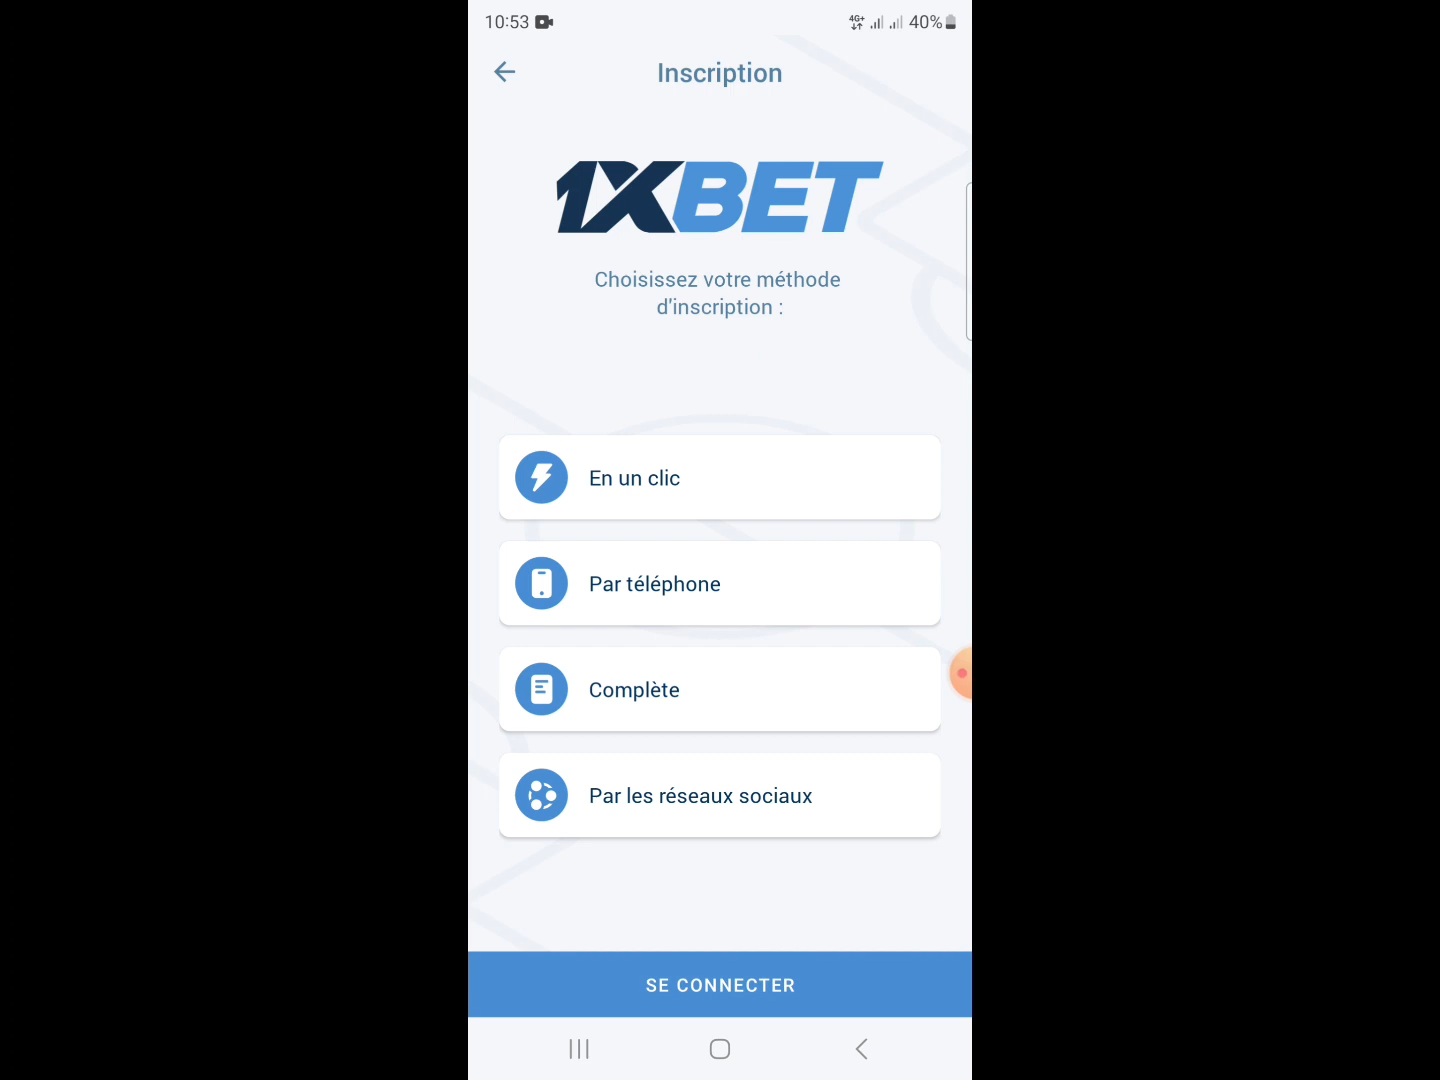 10:53
4G+ 40%
Inscription
1XBET
Choisissez votre méthode
d'inscription :
En un clic
Par téléphone
Complète
Par les réseaux sociaux
SE CONNECTER